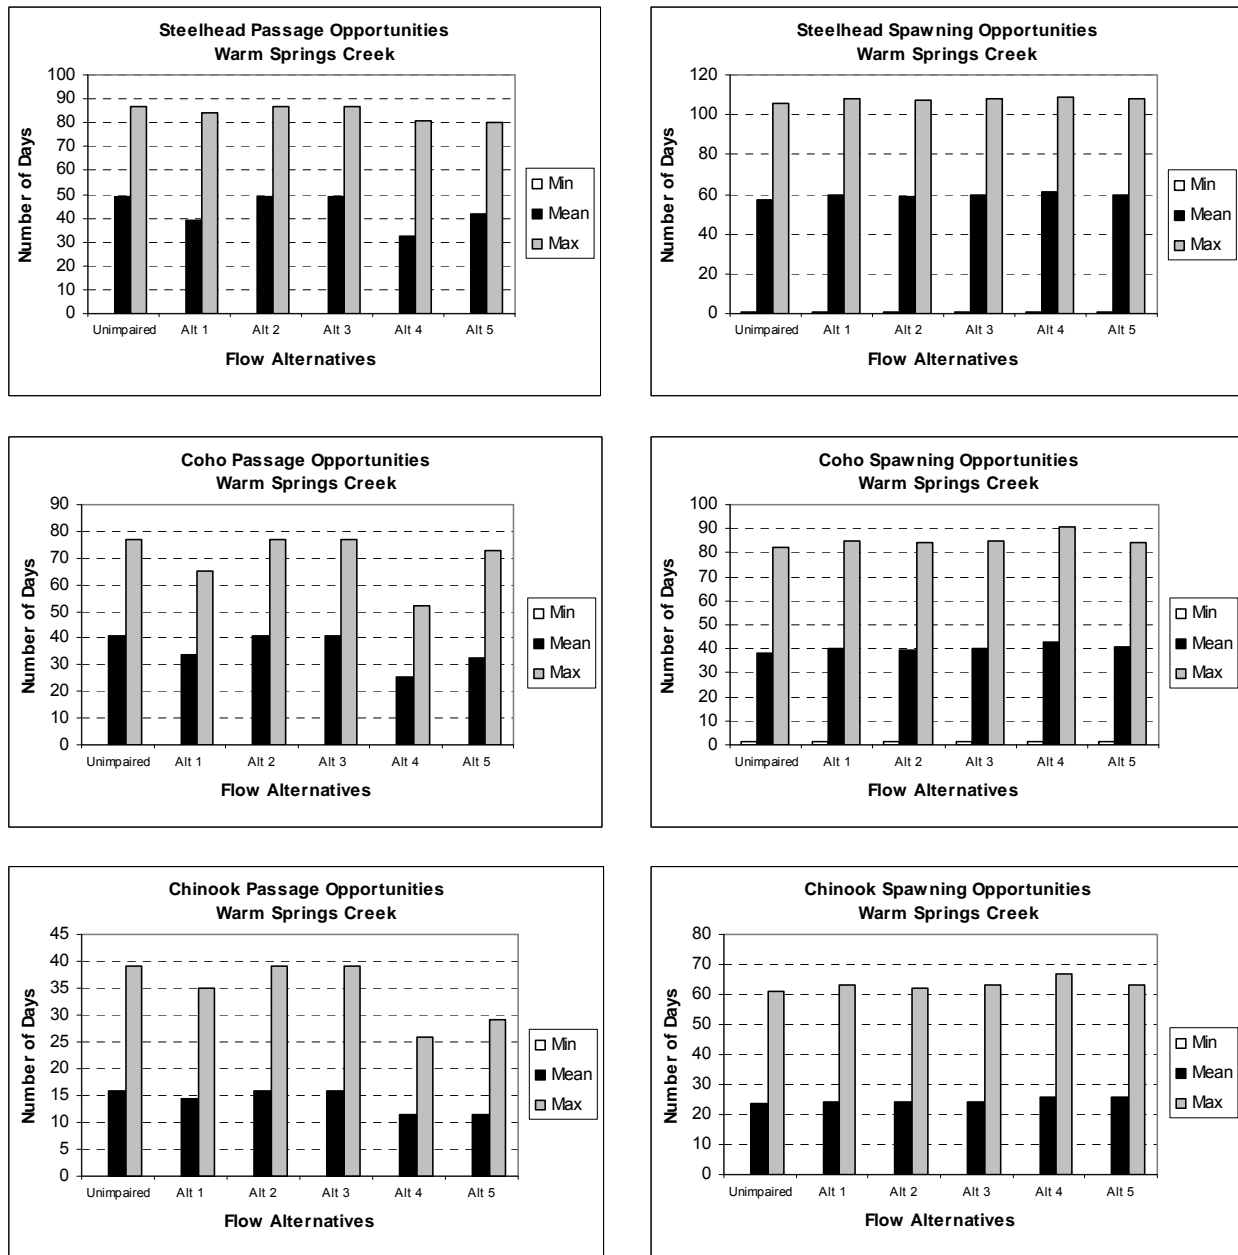 Steelhead Passage Opportunities
Warm Springs Creek
100
90
80
70
60
50
40
30
20
10
0
Number of Days
Unimpaired Alt 1 Alt 2 Alt 3 Alt 4 Alt 5
Flow Alternatives
Min
Mean
Max
Steelhead Spawning Opportunities
Warm Springs Creek
120
100
80
60
40
20
0
Number of Days
Unimpaired Alt 1 Alt 2 Alt 3 Alt 4 Alt 5
Flow Alternatives
Min
Mean
Max
Coho Passage Opportunities
Warm Springs Creek
90
80
70
60
50
40
30
20
10
0
Number of Days
Unimpaired Alt 1 Alt 2 Alt 3 Alt 4 Alt 5
Flow Alternatives
Min
Mean
Max
Coho Spawning Opportunities
Warm Springs Creek
100
90
80
70
60
50
40
30
20
10
0
Number of Days
Unimpaired Alt 1 Alt 2 Alt 3 Alt 4 Alt 5
Flow Alternatives
Min
Mean
Max
Chinook Passage Opportunities
Warm Springs Creek
45
40
35
30
25
20
15
10
5
0
Number of Days
Unimpaired Alt 1 Alt 2 Alt 3 Alt 4 Alt 5
Flow Alternatives
Min
Mean
Max
Chinook Spawning Opportunities
Warm Springs Creek
80
70
60
50
40
30
20
10
0
Number of Days
Unimpaired Alt 1 Alt 2 Alt 3 Alt 4 Alt 5
Flow Alternatives
Min
Mean
Max